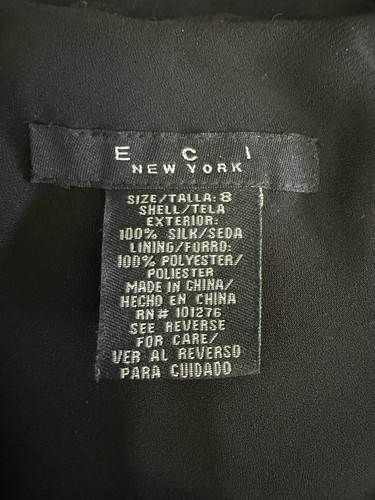 E C I
NEW YORK
SIZE/TALLA: 8
SHELL/TELA
EXTERIOR:
100% SILK/SEDA
LINING/FORRO:
100% POLYESTER/
POLIESTER
MADE IN CHINA/
HECHO EN CHINA
RN# 101276
SEE REVERSE
FOR CARE/
VER AL REVERSO
PARA CUIDADO